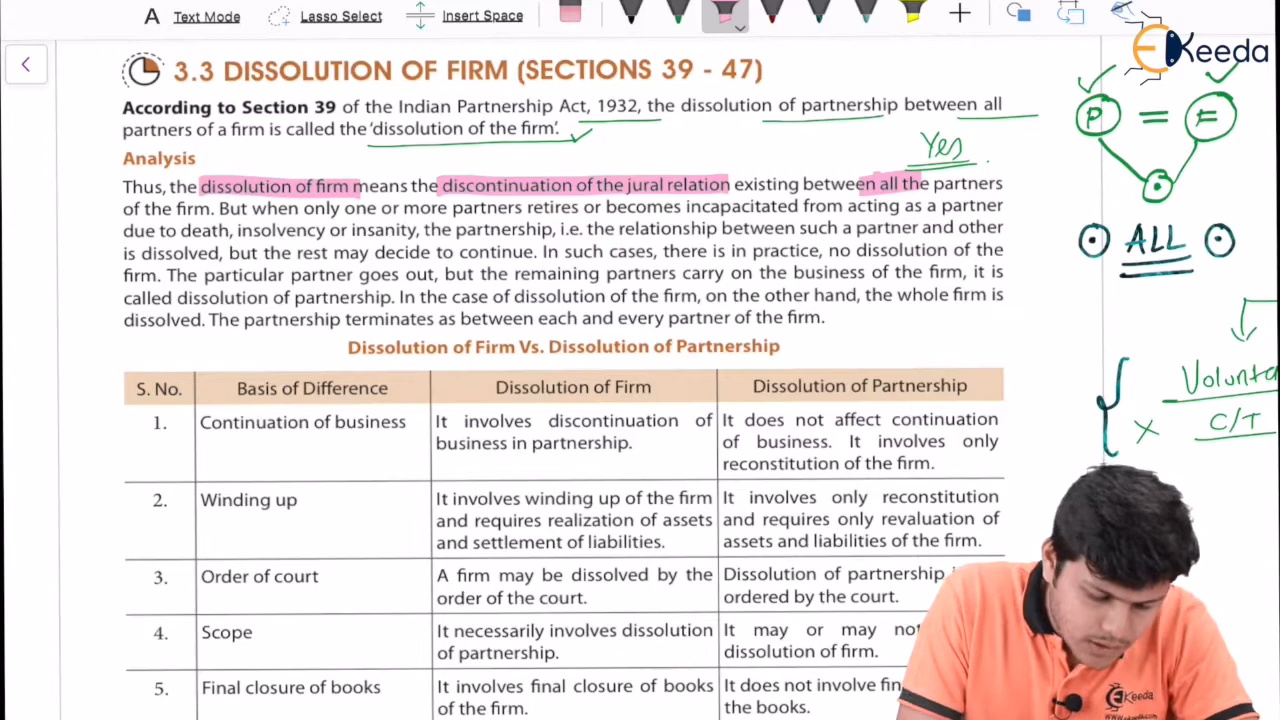 A Text Mode Lasso Select Insert Space
EKeeda
3.3 DISSOLUTION OF FIRM (SECTIONS 39 - 47)
According to Section 39 of the Indian Partnership Act, 1932, the dissolution of partnership between all
partners of a firm is called the 'dissolution of the firm'.
P = F
Yes
Analysis
Thus, the dissolution of firm means the discontinuation of the jural relation existing between all the partners
of the firm. But when only one or more partners retires or becomes incapacitated from acting as a partner
due to death, insolvency or insanity, the partnership, i.e. the relationship between such a partner and other
is dissolved, but the rest may decide to continue. In such cases, there is in practice, no dissolution of the
firm. The particular partner goes out, but the remaining partners carry on the business of the firm, it is
called dissolution of partnership. In the case of dissolution of the firm, on the other hand, the whole firm is
dissolved. The partnership terminates as between each and every partner of the firm.
ALL
Volunta
x C/T
Dissolution of Firm Vs. Dissolution of Partnership
S. No. Basis of Difference Dissolution of Firm Dissolution of Partnership
1. Continuation of business It involves discontinuation of It does not affect continuation
business in partnership. of business. It involves only
reconstitution of the firm.
2. Winding up It involves winding up of the firm It involves only reconstitution
and requires realization of assets and requires only revaluation of
and settlement of liabilities. assets and liabilities of the firm.
3. Order of court A firm may be dissolved by the Dissolution of partnership
order of the court. ordered by the court.
4. Scope It necessarily involves dissolution It may or may no
of partnership. dissolution of firm.
5. Final closure of books It involves final closure of books It does not involve fin
of the firm. the books.
EKeeda
www.ekeeda.com